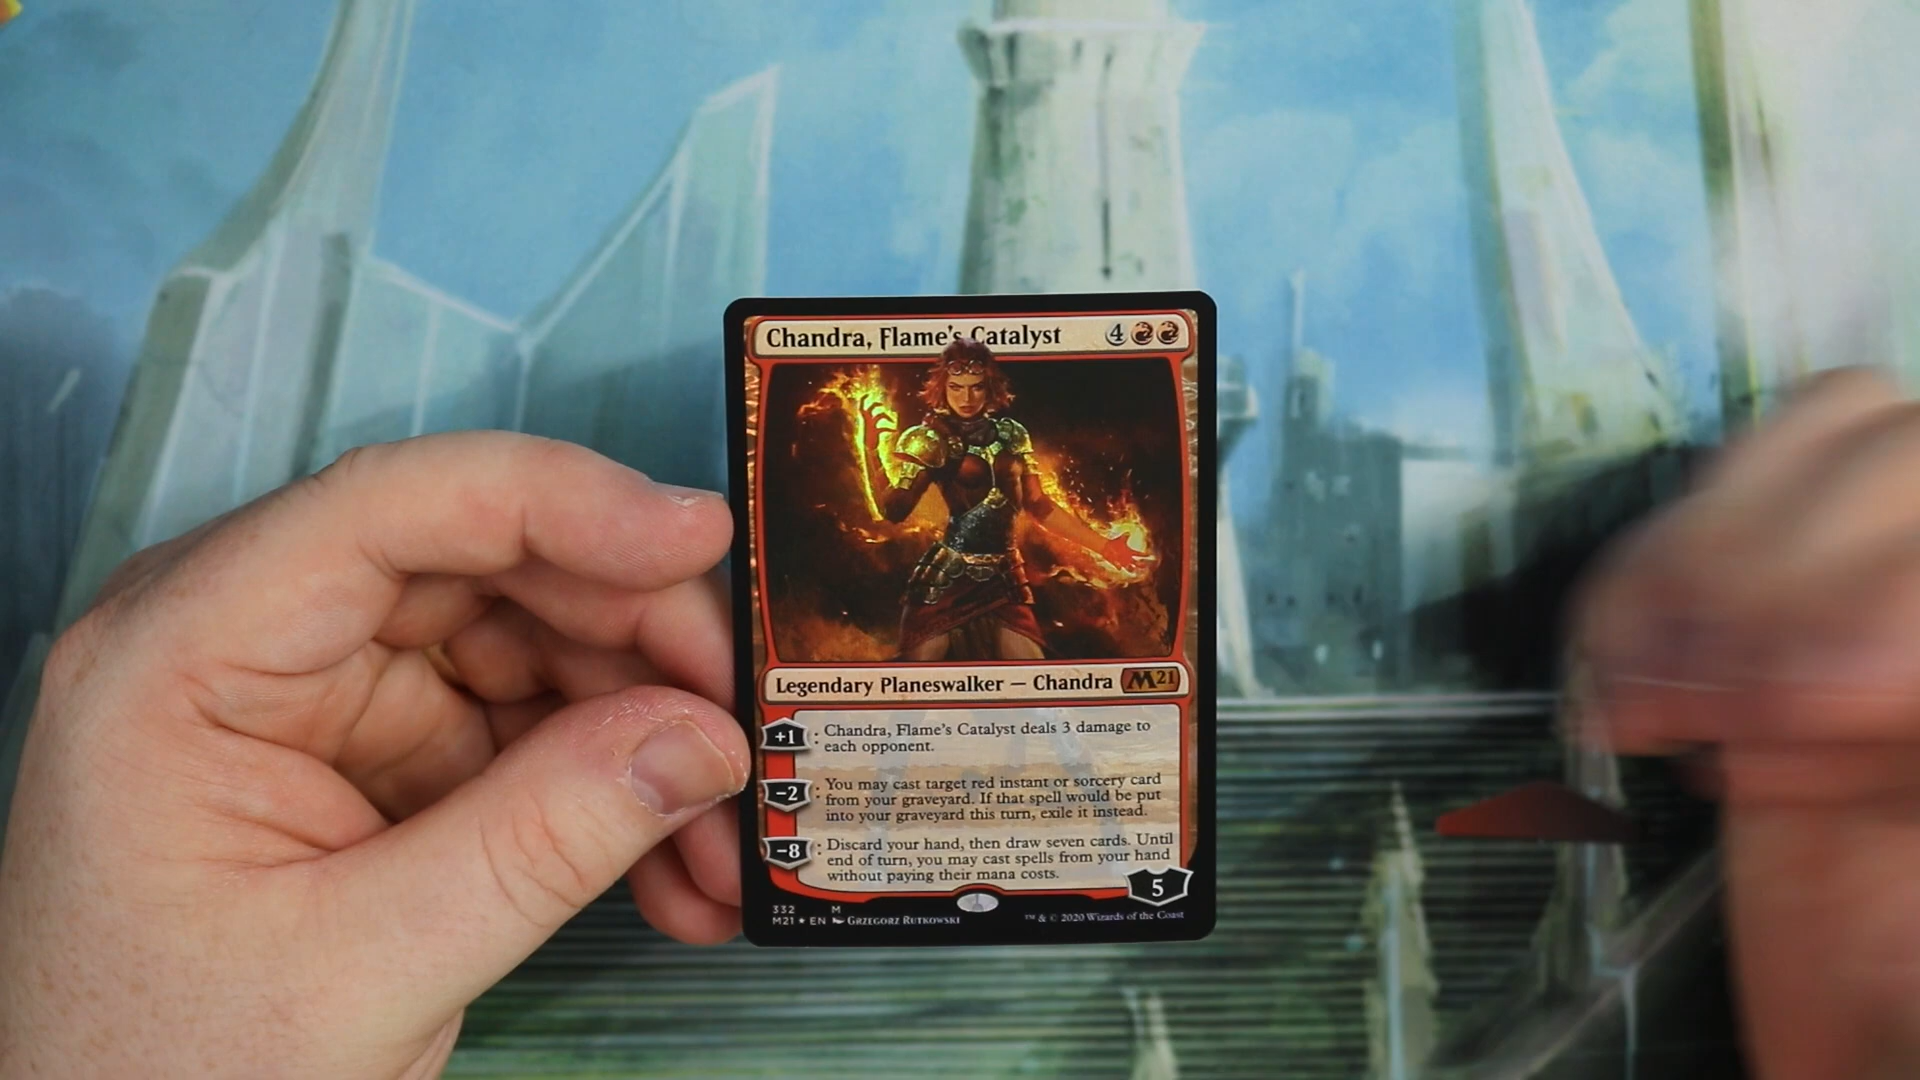 Chandra, Flame's Catalyst 4
Legendary Planeswalker — Chandra M21
+1: Chandra, Flame's Catalyst deals 3 damage to
each opponent.
−2: You may cast target red instant or sorcery card
from your graveyard. If that spell would be put
into your graveyard this turn, exile it instead.
−8: Discard your hand, then draw seven cards. Until
end of turn, you may cast spells from your hand
without paying their mana costs.
5
332 M
M21 ★ EN Grzegorz Rutkowski ™ & © 2020 Wizards of the Coast